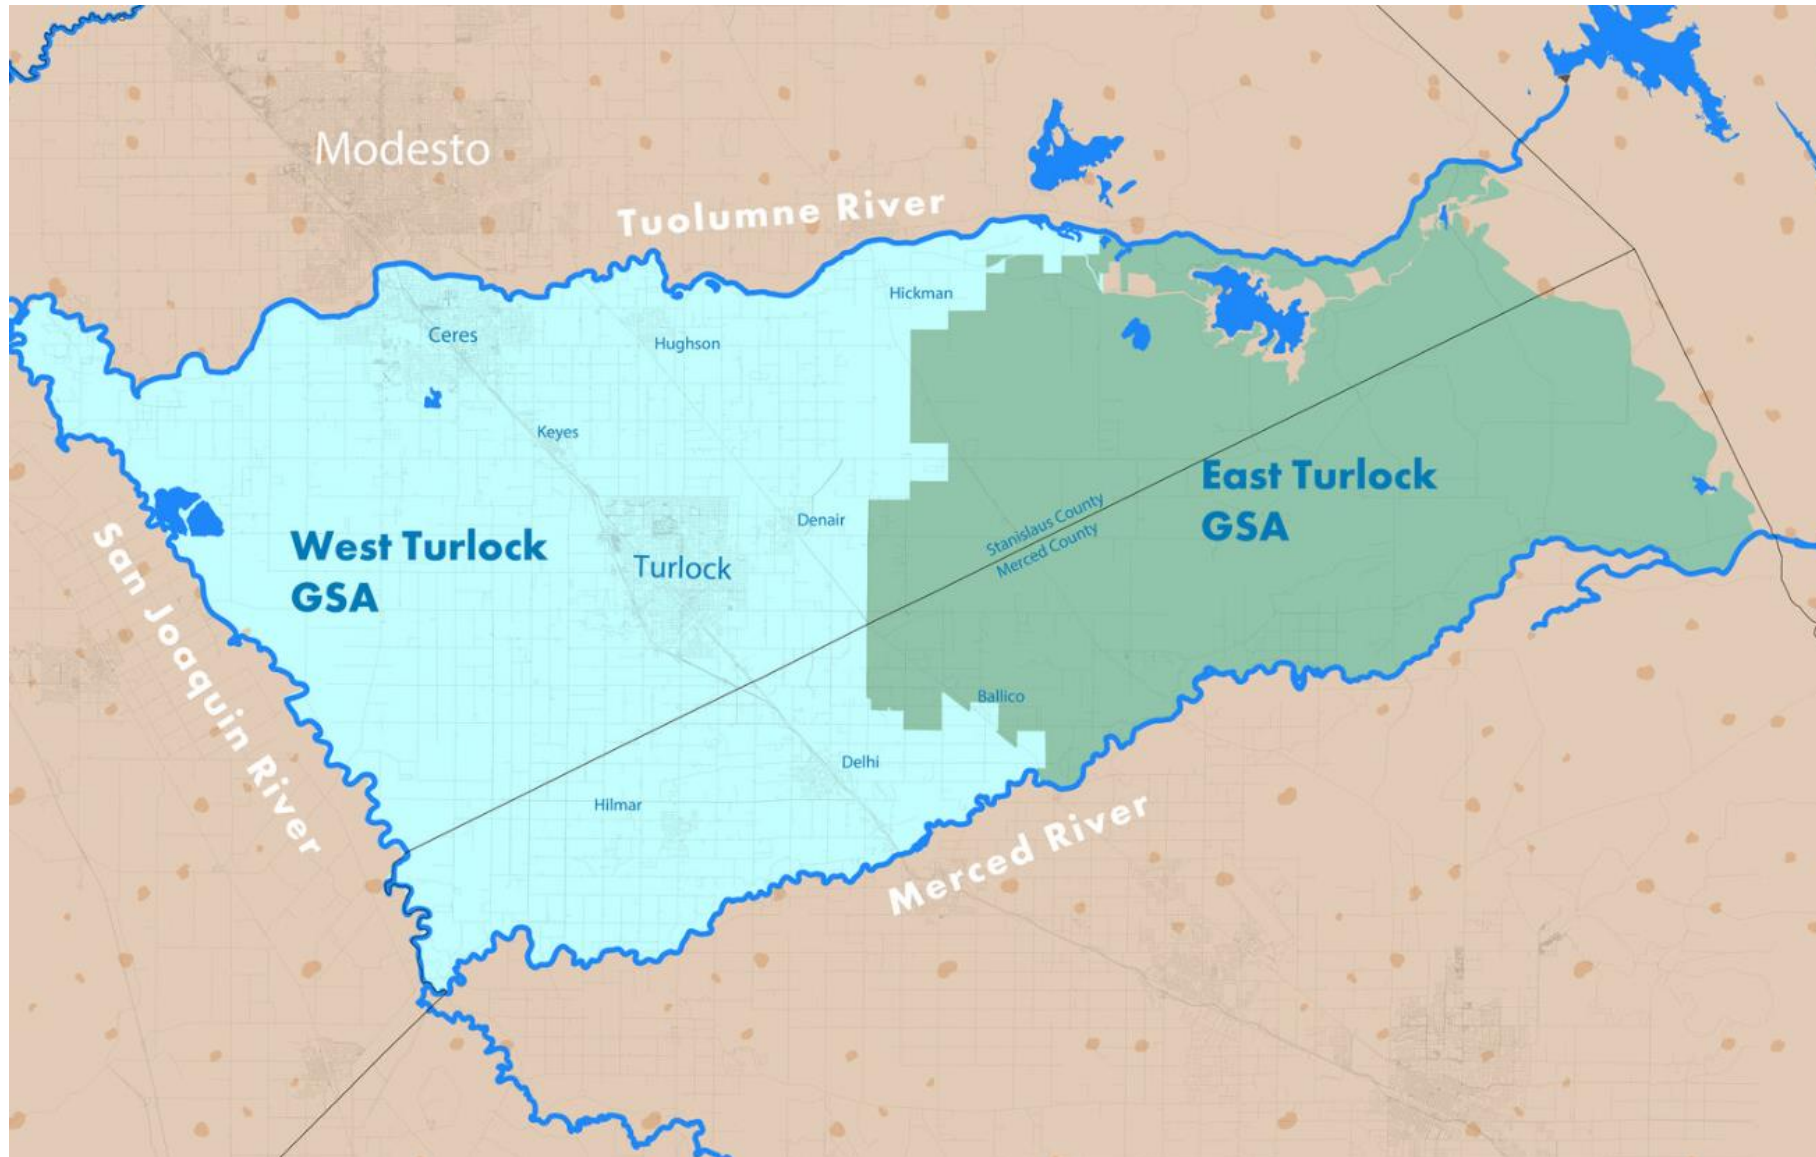 Modesto
Tuolumne River
Hickman
Ceres
Hughson
Keyes
East Turlock
GSA
Denair
Stanislaus County
Merced County
West Turlock
GSA
Turlock
San Joaquin River
Ballico
Delhi
Hilmar
Merced River